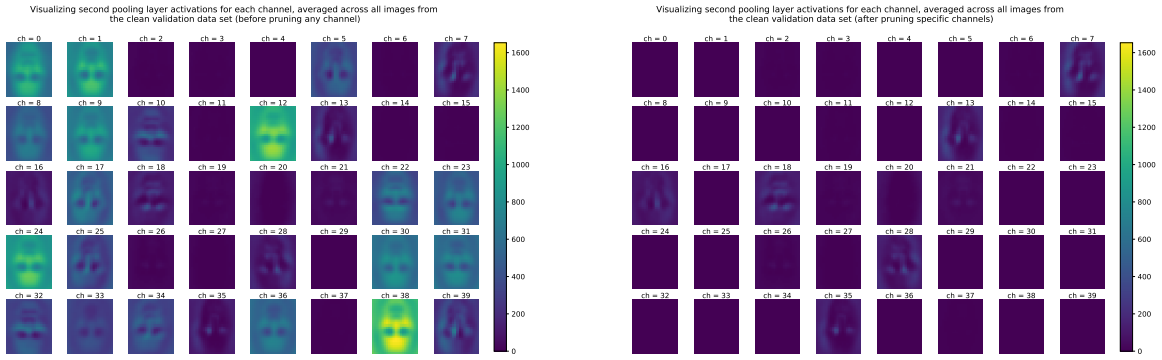 Visualizing second pooling layer activations for each channel, averaged across all images from
the clean validation data set (before pruning any channel)
ch = 0 ch = 1 ch = 2 ch = 3 ch = 4 ch = 5 ch = 6 ch = 7
ch = 8 ch = 9 ch = 10 ch = 11 ch = 12 ch = 13 ch = 14 ch = 15
ch = 16 ch = 17 ch = 18 ch = 19 ch = 20 ch = 21 ch = 22 ch = 23
ch = 24 ch = 25 ch = 26 ch = 27 ch = 28 ch = 29 ch = 30 ch = 31
ch = 32 ch = 33 ch = 34 ch = 35 ch = 36 ch = 37 ch = 38 ch = 39
1600
1400
1200
1000
800
600
400
200
0
Visualizing second pooling layer activations for each channel, averaged across all images from
the clean validation data set (after pruning specific channels)
ch = 0 ch = 1 ch = 2 ch = 3 ch = 4 ch = 5 ch = 6 ch = 7
ch = 8 ch = 9 ch = 10 ch = 11 ch = 12 ch = 13 ch = 14 ch = 15
ch = 16 ch = 17 ch = 18 ch = 19 ch = 20 ch = 21 ch = 22 ch = 23
ch = 24 ch = 25 ch = 26 ch = 27 ch = 28 ch = 29 ch = 30 ch = 31
ch = 32 ch = 33 ch = 34 ch = 35 ch = 36 ch = 37 ch = 38 ch = 39
1600
1400
1200
1000
800
600
400
200
0